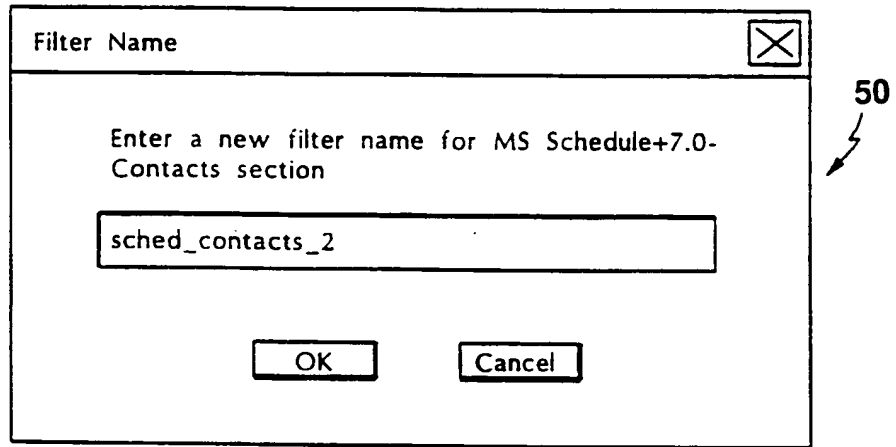 Filter Name
50
Enter a new filter name for MS Schedule+7.0-
Contacts section
sched_contacts_2
OK
Cancel